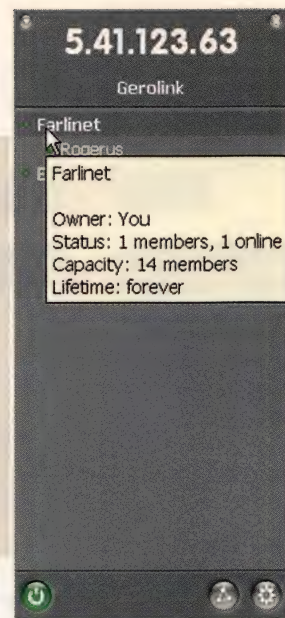 5.41.123.63
Gerolink
Farlinet
Rogerus
Farlinet
Owner: You
Status: 1 members, 1 online
Capacity: 14 members
Lifetime: forever